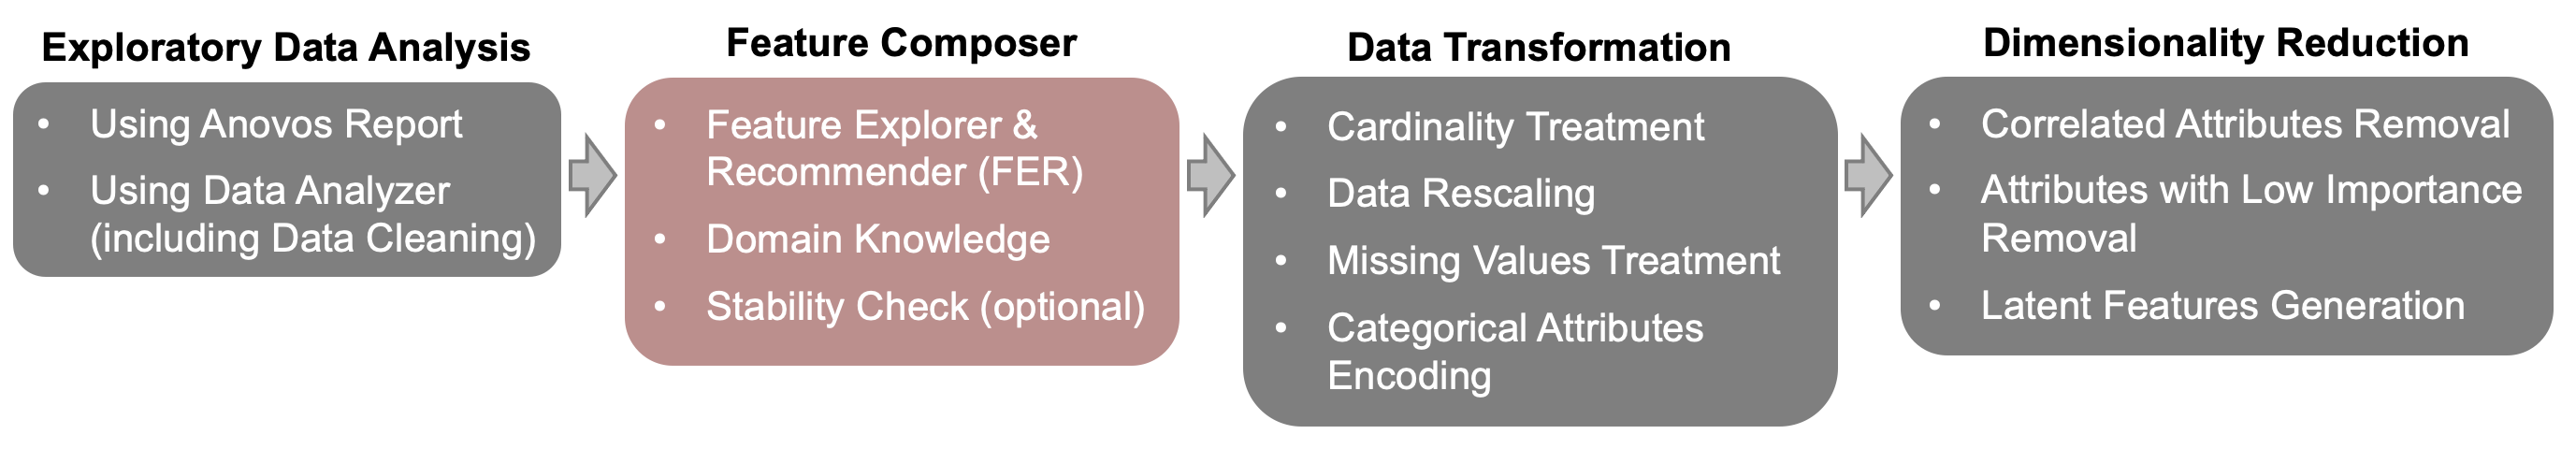 Exploratory Data Analysis
• Using Anovos Report
• Using Data Analyzer
(including Data Cleaning)
Feature Composer
• Feature Explorer &
Recommender (FER)
• Domain Knowledge
• Stability Check (optional)
Data Transformation
• Cardinality Treatment
• Data Rescaling
• Missing Values Treatment
• Categorical Attributes
Encoding
Dimensionality Reduction
• Correlated Attributes Removal
• Attributes with Low Importance
Removal
• Latent Features Generation